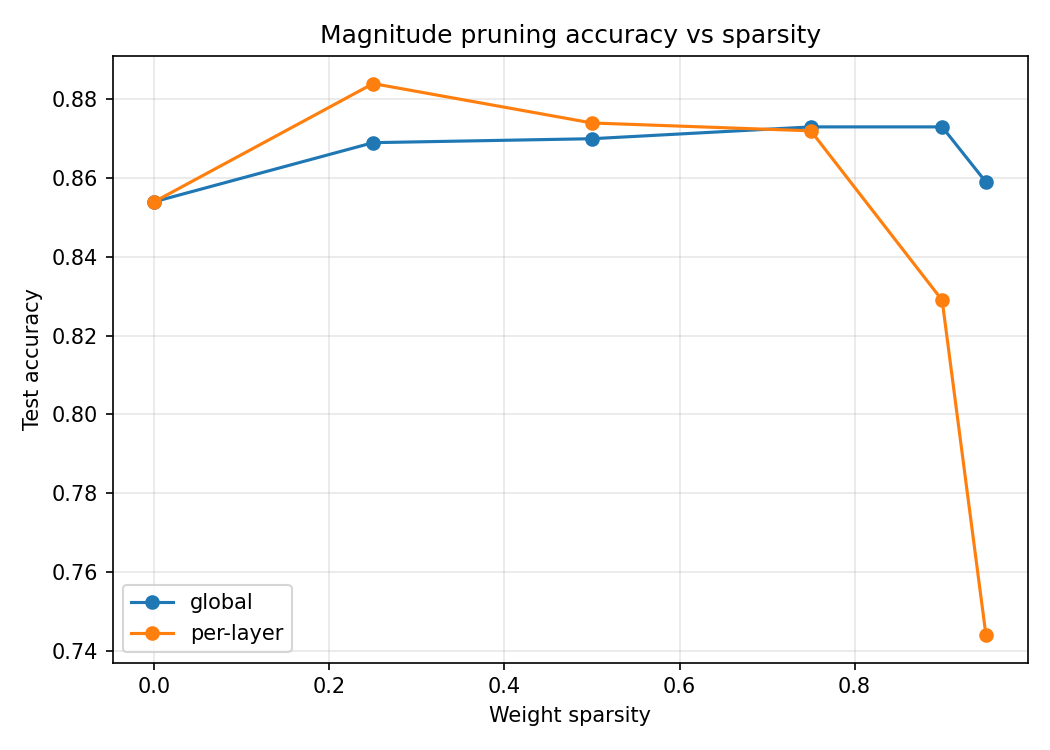 Magnitude pruning accuracy vs sparsity
Test accuracy
0.88
0.86
0.84
0.82
0.80
0.78
0.76
0.74
global
per-layer
0.0 0.2 0.4 0.6 0.8
Weight sparsity